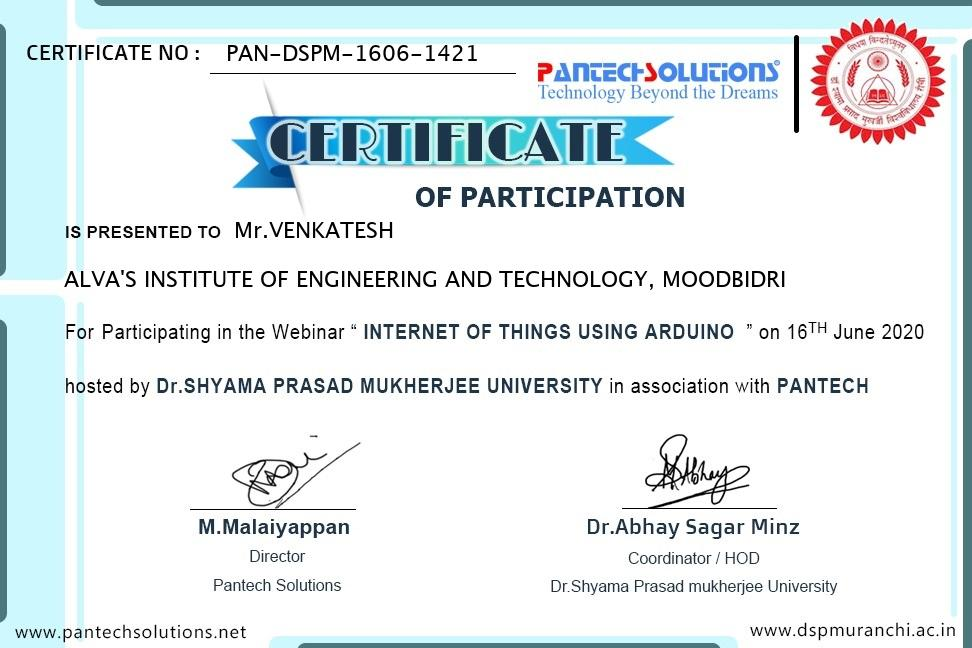 CERTIFICATE NO : PAN-DSPM-1606-1421
PANTECH SOLUTIONS®
Technology Beyond the Dreams
CERTIFICATE
OF PARTICIPATION
IS PRESENTED TO Mr.VENKATESH
ALVA'S INSTITUTE OF ENGINEERING AND TECHNOLOGY, MOODBIDRI
For Participating in the Webinar “ INTERNET OF THINGS USING ARDUINO ” on 16TH June 2020
hosted by Dr.SHYAMA PRASAD MUKHERJEE UNIVERSITY in association with PANTECH
M.Malaiyappan
Director
Pantech Solutions
Dr.Abhay Sagar Minz
Coordinator / HOD
Dr.Shyama Prasad mukherjee University
www.pantechsolutions.net
www.dspmuranchi.ac.in